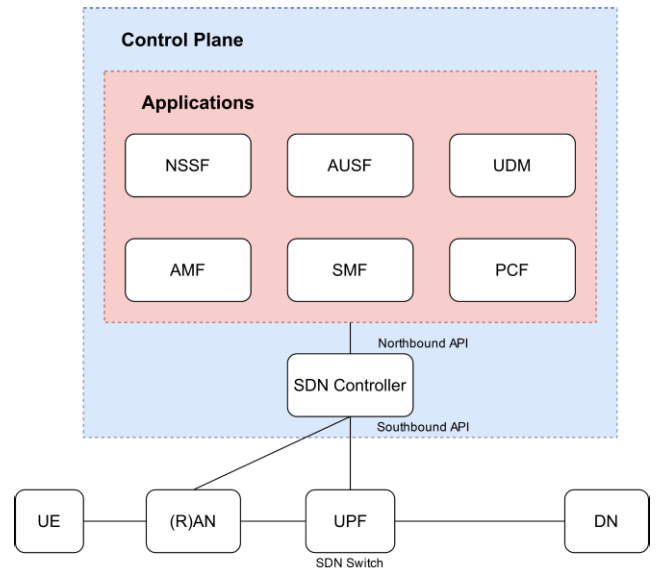 Control Plane
Applications
NSSF
AUSF
UDM
AMF
SMF
PCF
Northbound API
SDN Controller
Southbound API
UE
(R)AN
UPF
DN
SDN Switch